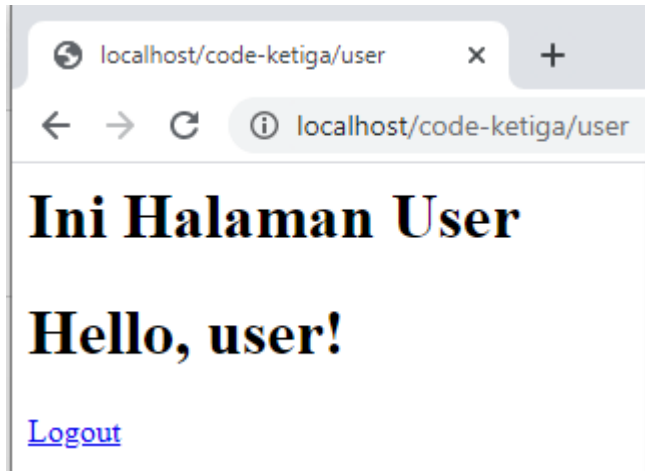 localhost/code-ketiga/user
localhost/code-ketiga/user
Ini Halaman User
Hello, user!
Logout